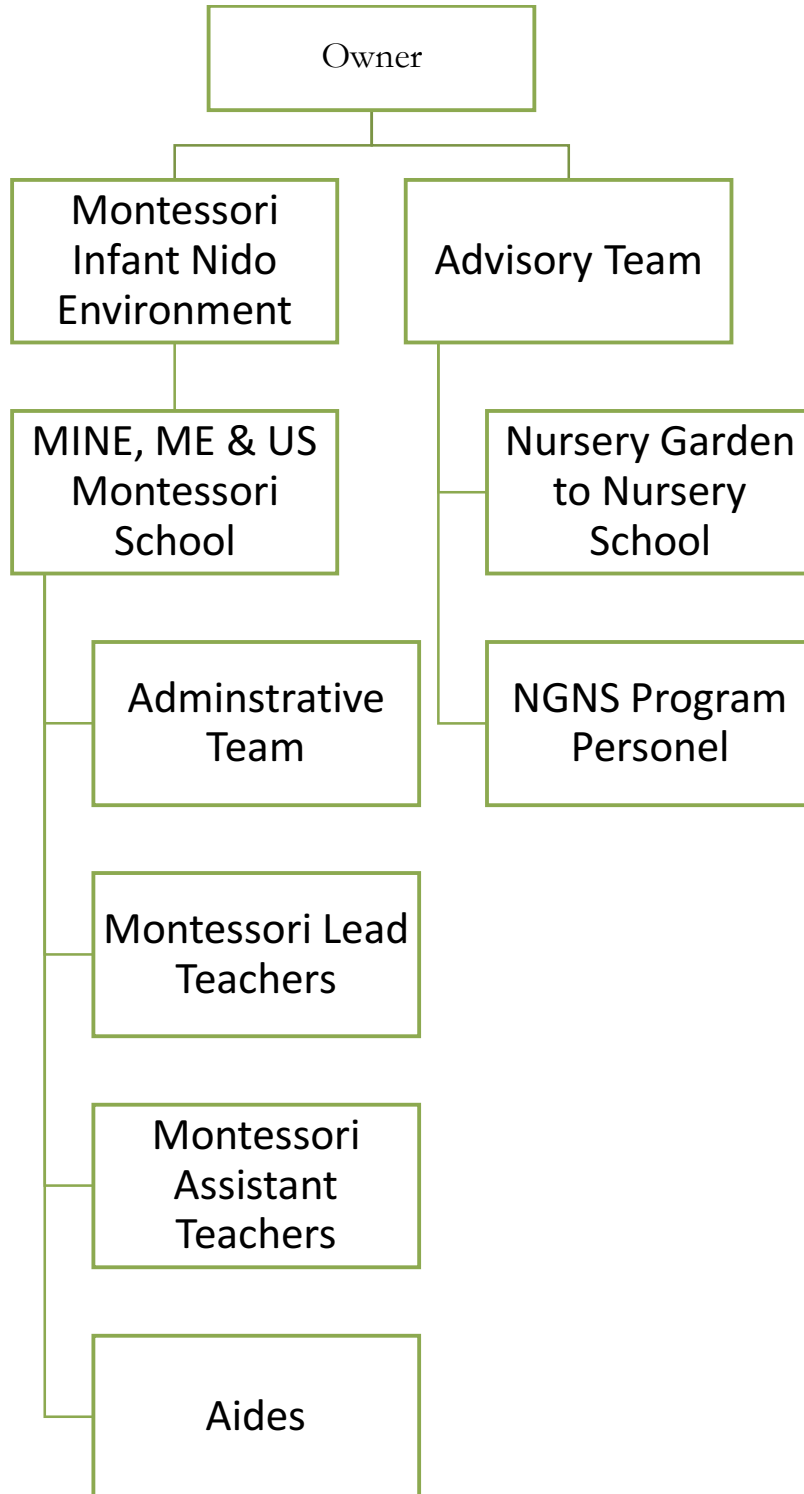 Owner
Montessori
Infant Nido
Environment
Advisory Team
MINE, ME & US
Montessori
School
Nursery Garden
to Nursery
School
Adminstrative
Team
NGNS Program
Personel
Montessori Lead
Teachers
Montessori
Assistant
Teachers
Aides